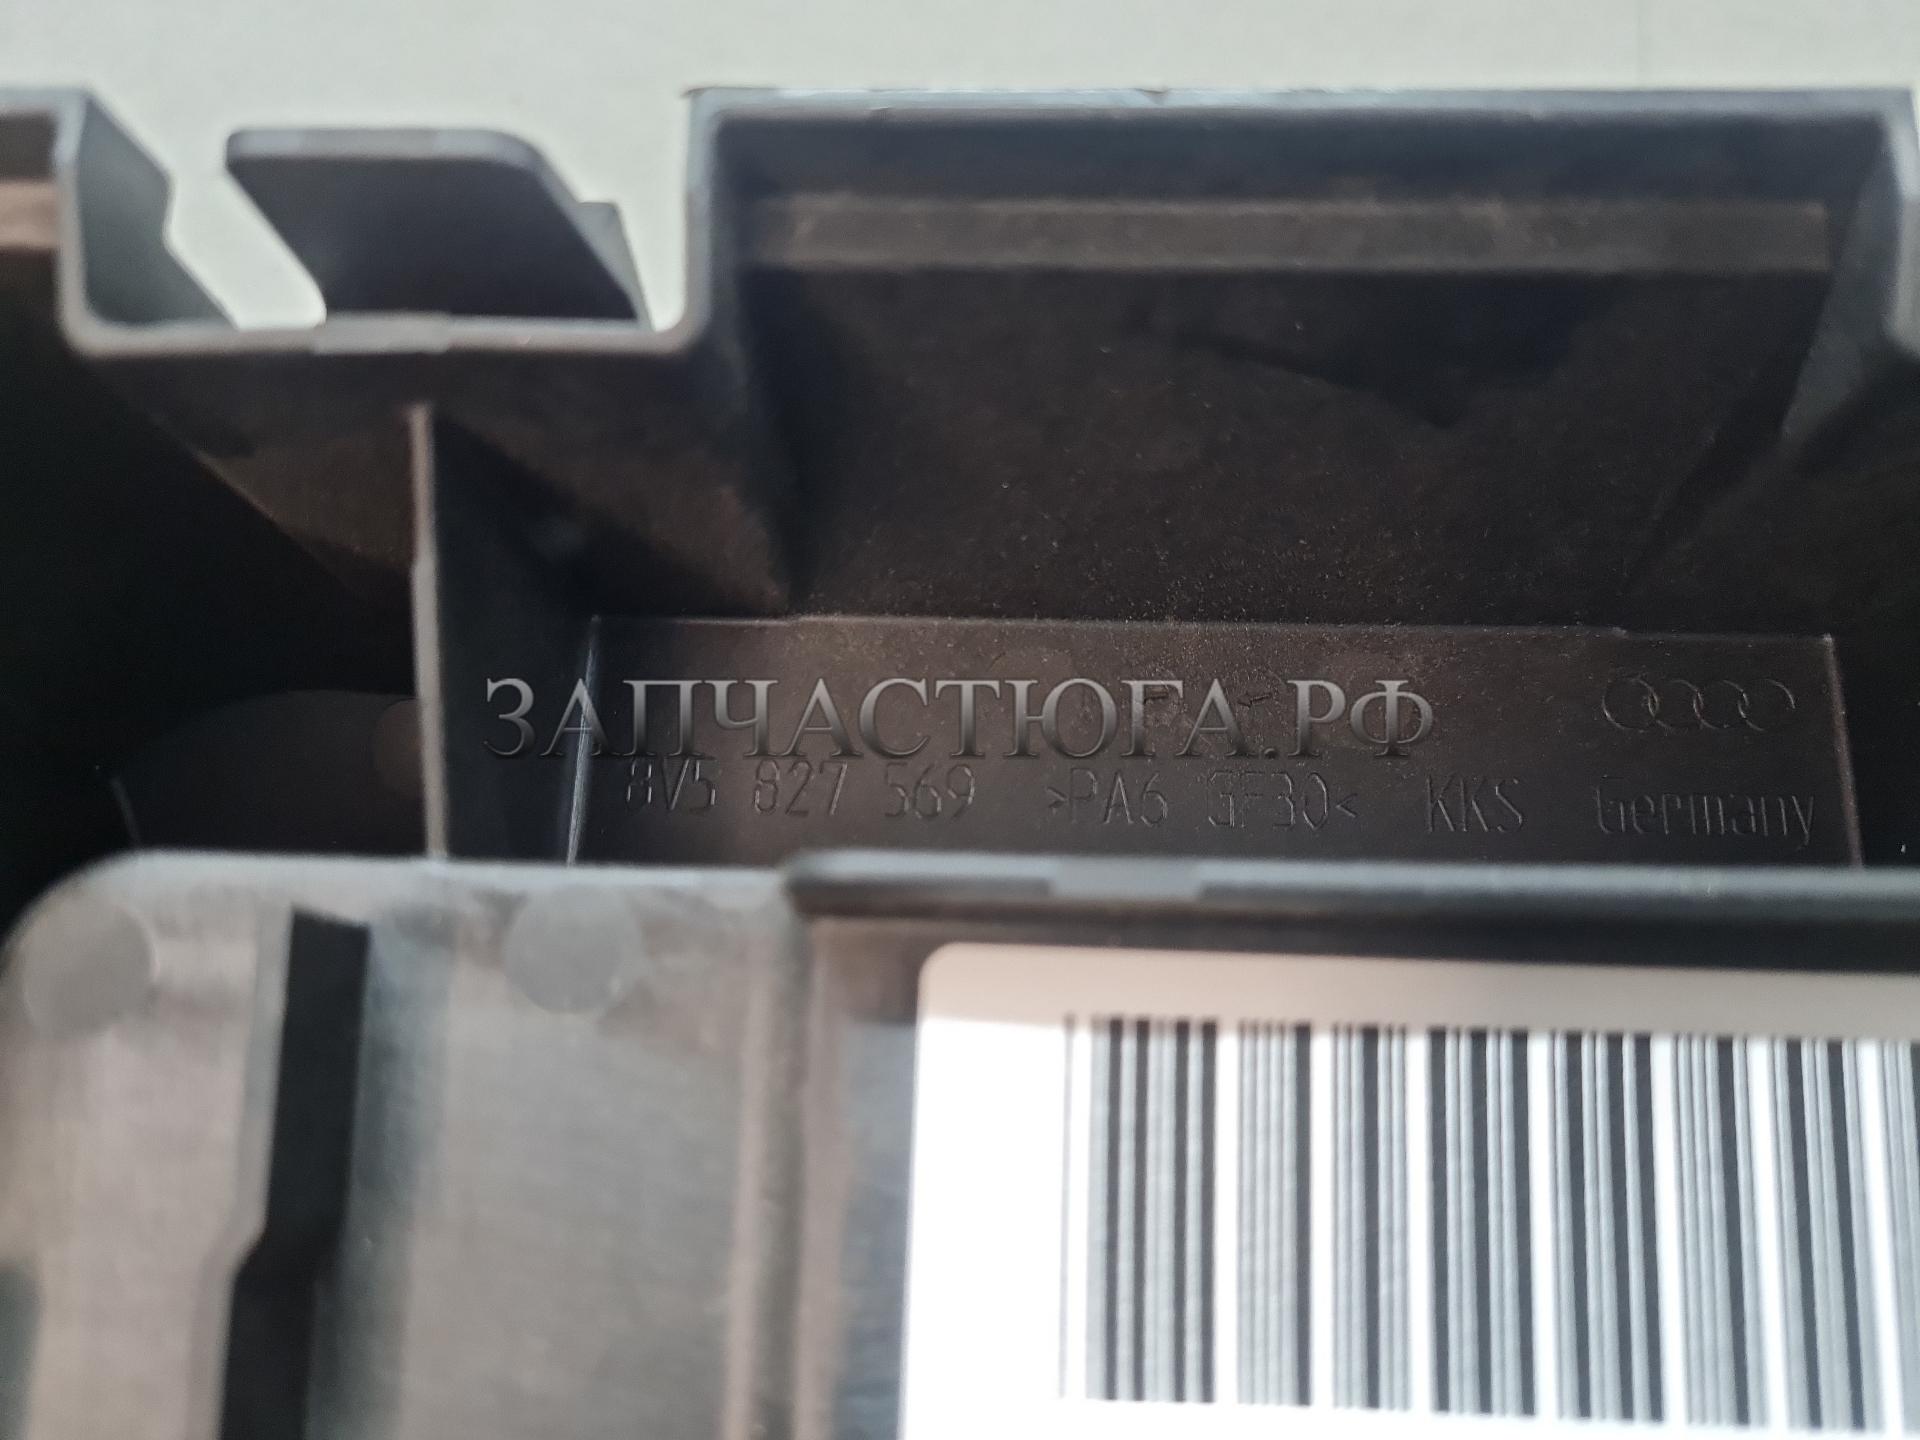 ЗАПЧАСТЮГА.РФ
8V5 827 569 >PA6 GF30< KKS Germany